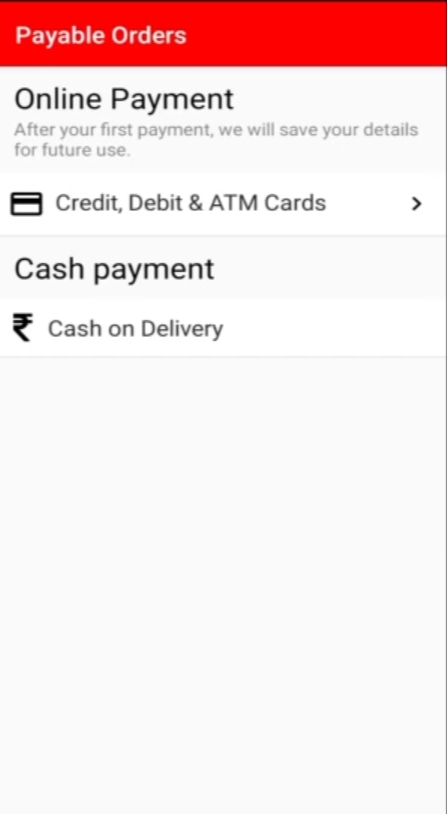 Payable Orders
Online Payment
After your first payment, we will save your details
for future use.
Credit, Debit & ATM Cards
Cash payment
₹ Cash on Delivery